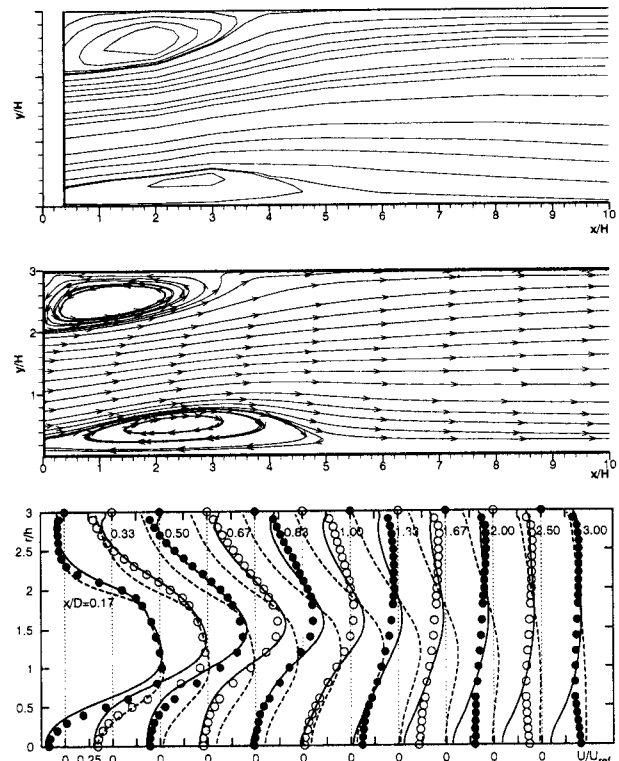 y/H
0 1 2 3 4 5 6 7 8 9 10
x/H
3
2
y/H
1
0 1 2 3 4 5 6 7 8 9 10
x/H
3
2.5
2
r/h
1.5
1
0.5
0
0.33 0.50 0.67 0.83 1.00 1.33 1.67 2.00 2.50 3.00
x/D=0.17
0 0.25 0 0 0 0 0 0 0 0 0 U/Uref